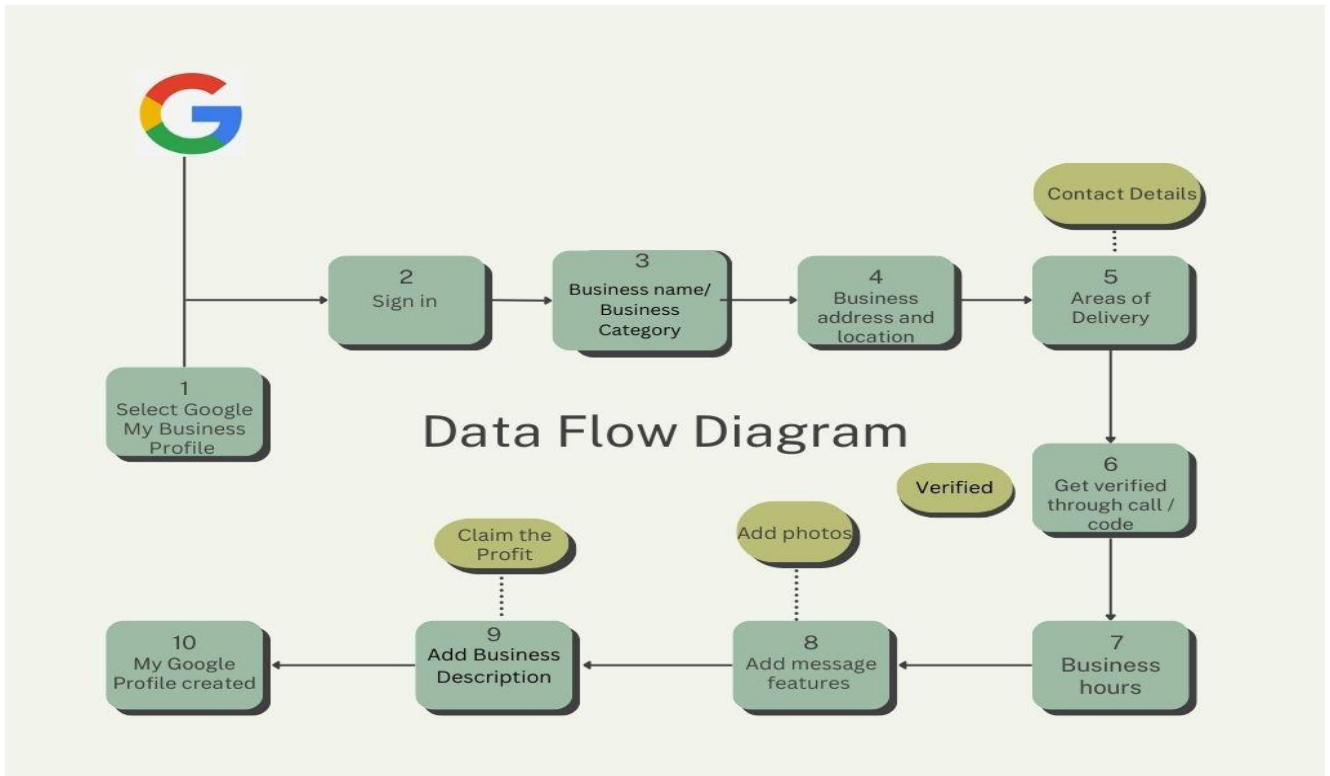 Contact Details
2
Sign in
3
Business name/
Business
Category
4
Business
address and
location
5
Areas of
Delivery
1
Select Google
My Business
Profile
Data Flow Diagram
6
Get verified
through call /
code
Verified
Claim the
Profit
Add photos
10
My Google
Profile created
9
Add Business
Description
8
Add message
features
7
Business
hours